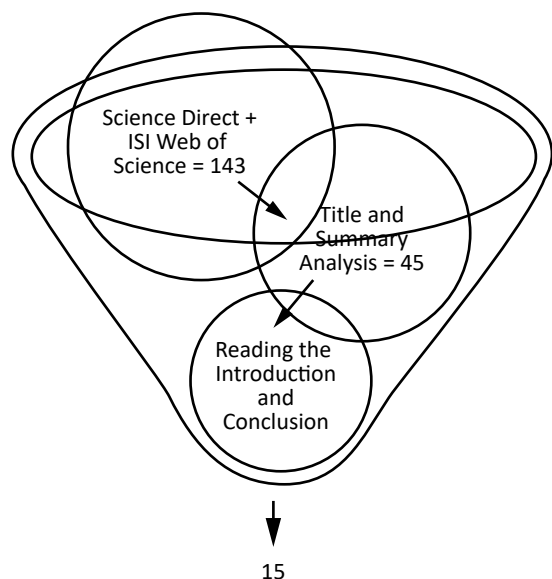 Science Direct +
ISI Web of
Science = 143
Title and
Summary
Analysis = 45
Reading the
Introduction
and
Conclusion
15